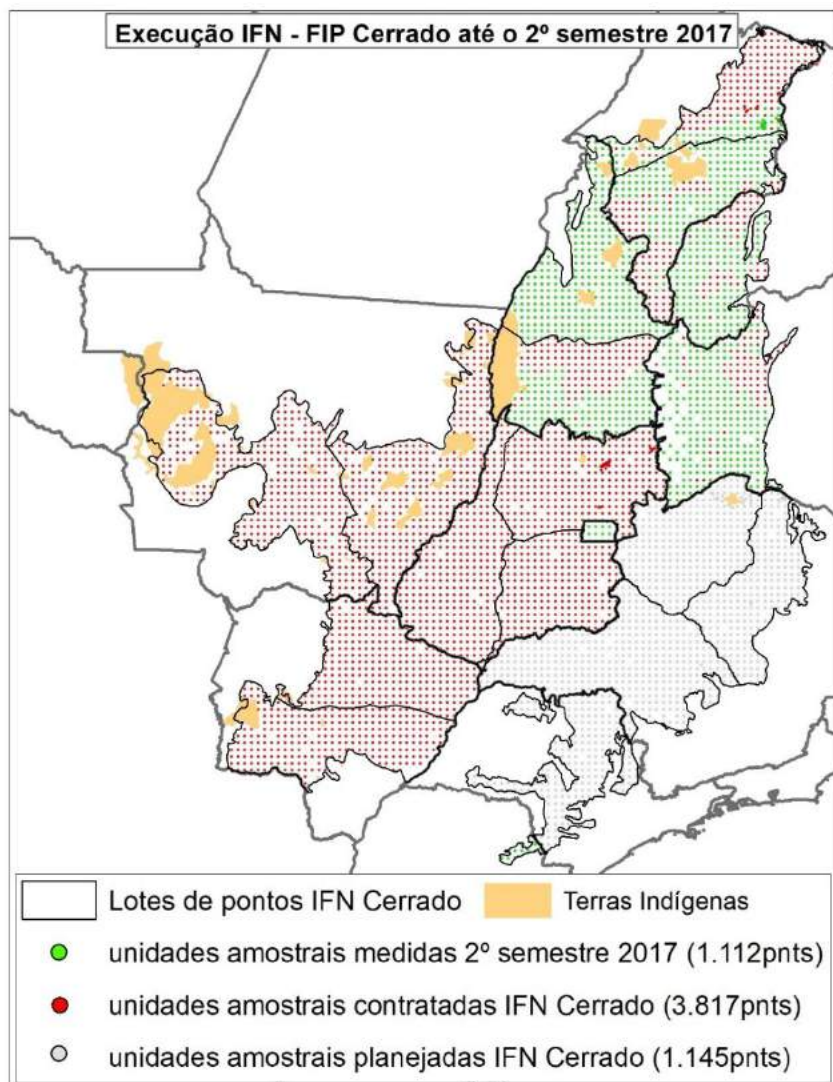 Execução IFN - FIP Cerrado até o 2º semestre 2017
Lotes de pontos IFN Cerrado
Terras Indígenas
unidades amostrais medidas 2º semestre 2017 (1.112pnts)
unidades amostrais contratadas IFN Cerrado (3.817pnts)
unidades amostrais planejadas IFN Cerrado (1.145pnts)